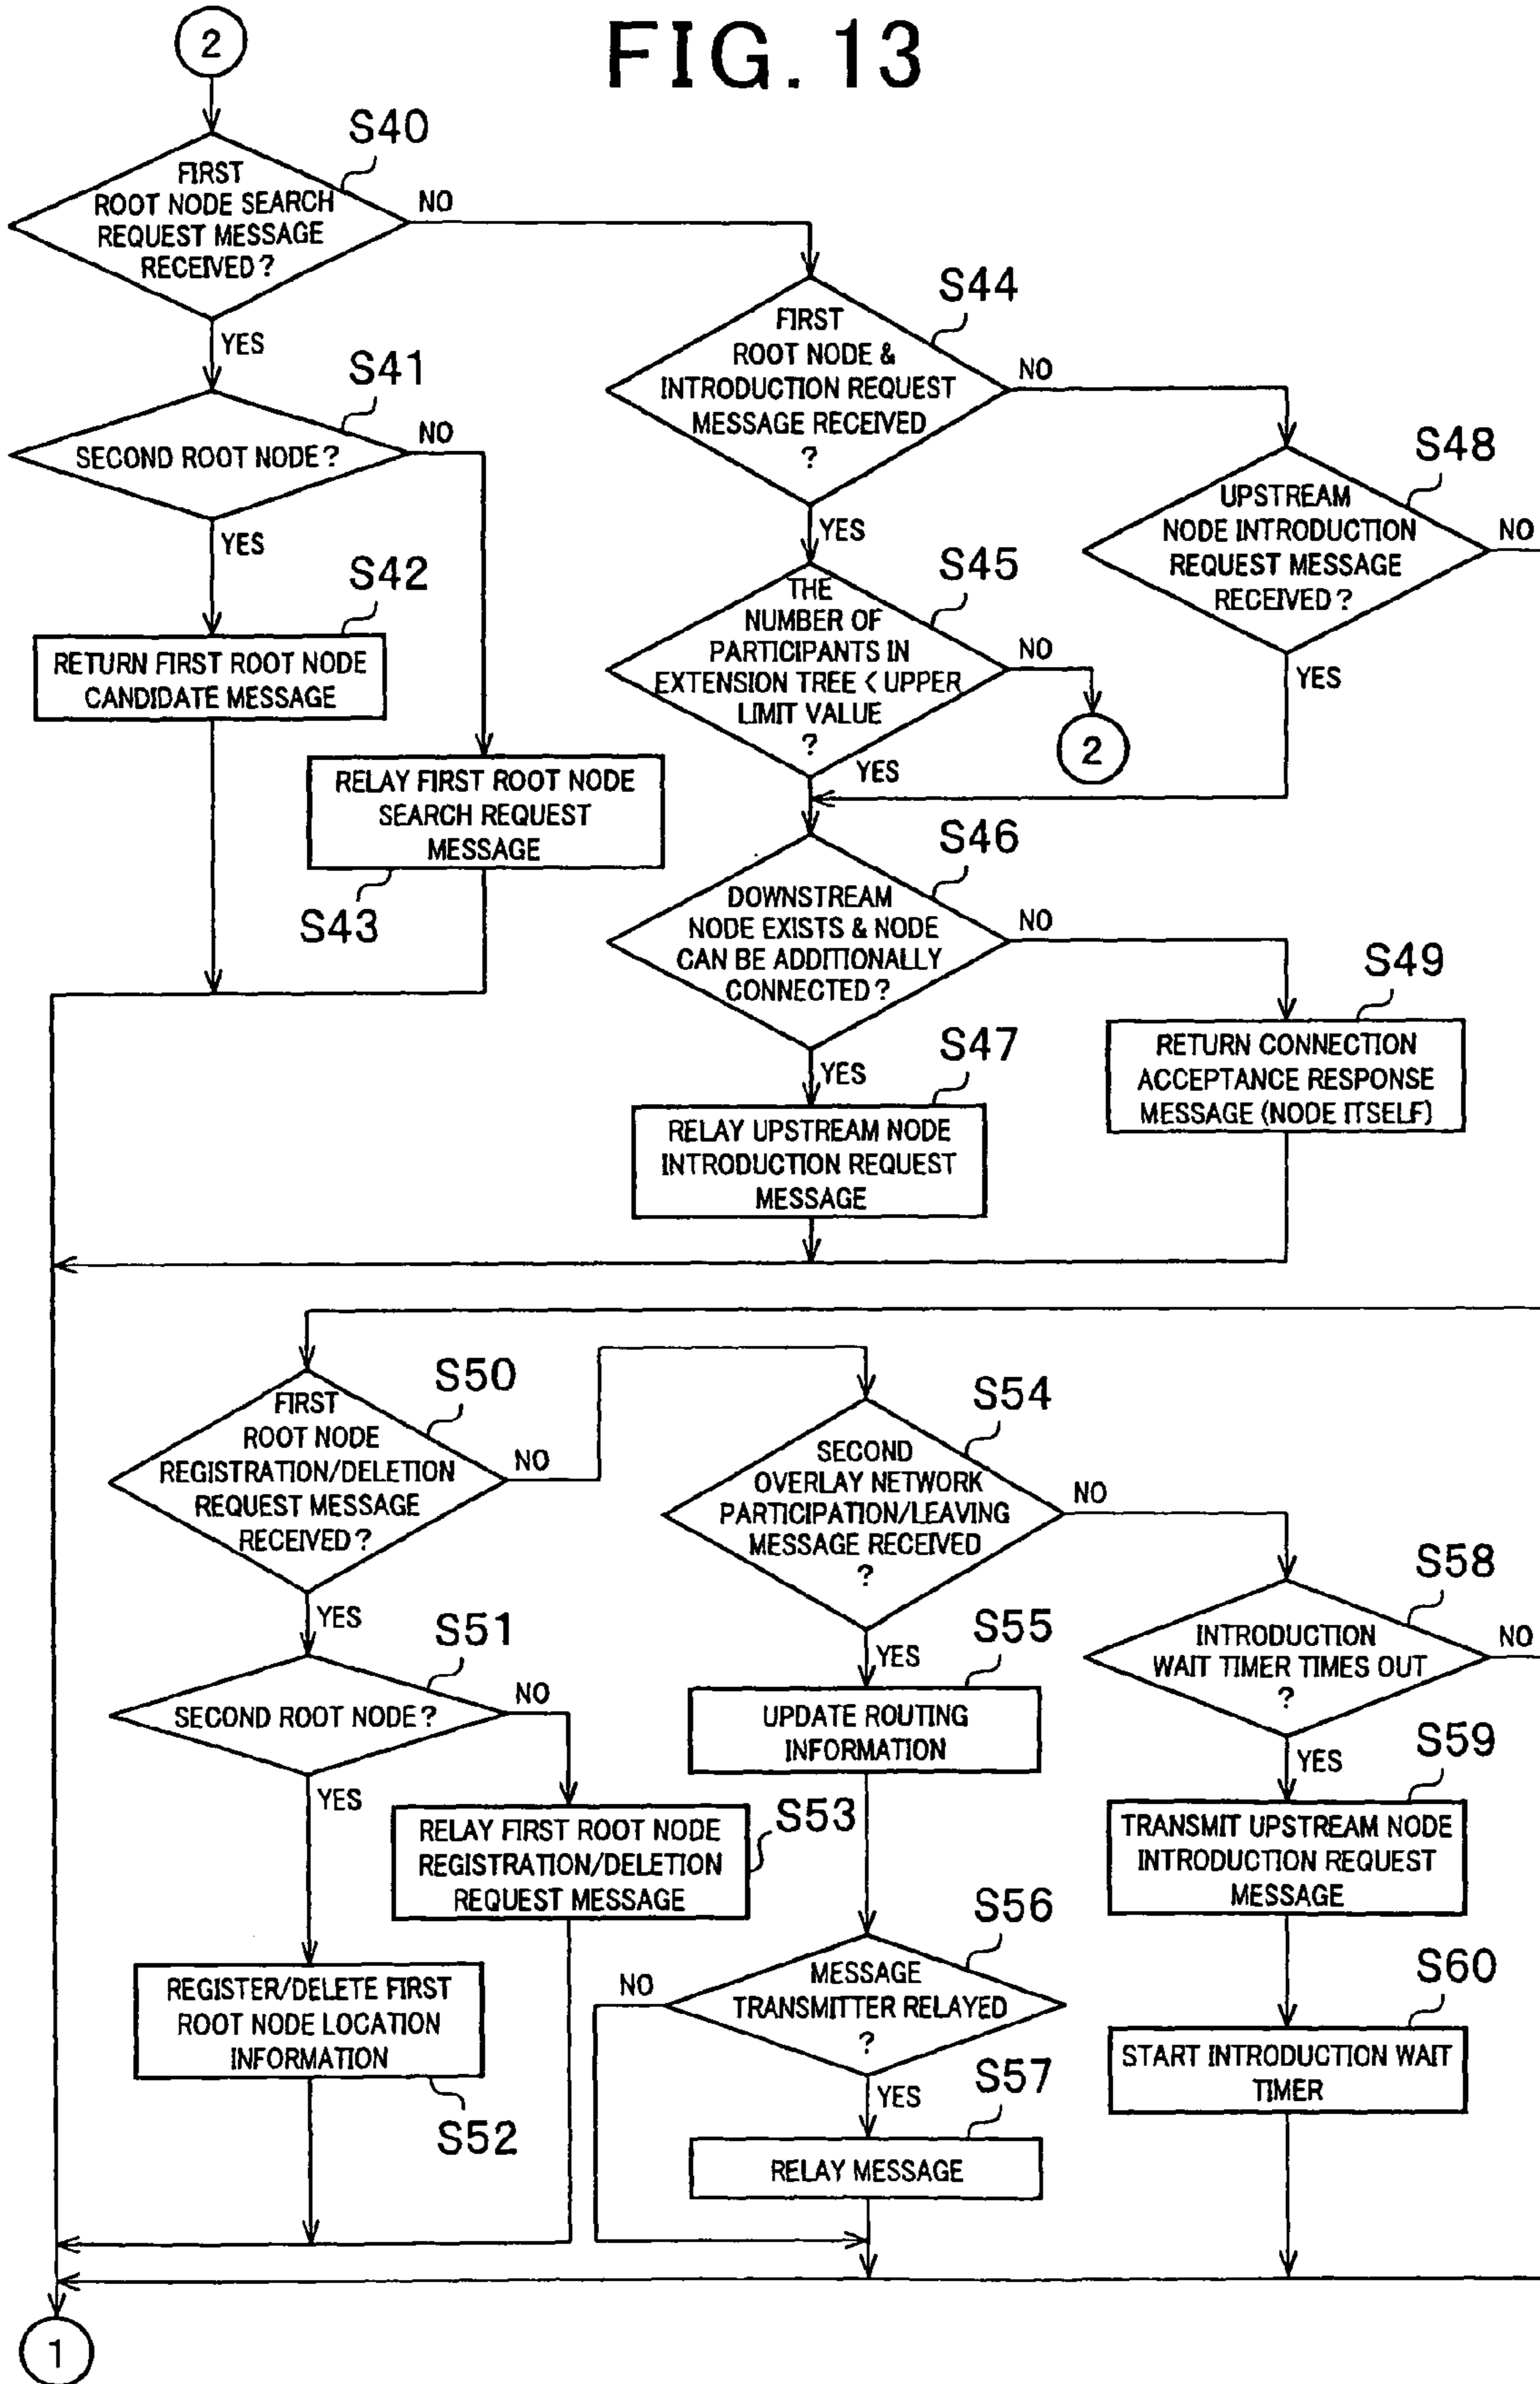 FIG. 13
2
S40
FIRST
ROOT NODE SEARCH
REQUEST MESSAGE
RECEIVED?
NO
YES
S41
SECOND ROOT NODE?
NO
YES
S42
RETURN FIRST ROOT NODE
CANDIDATE MESSAGE
RELAY FIRST ROOT NODE
SEARCH REQUEST
MESSAGE
S43
S44
FIRST
ROOT NODE &
INTRODUCTION REQUEST
MESSAGE RECEIVED
?
NO
YES
S45
THE
NUMBER OF
PARTICIPANTS IN
EXTENSION TREE < UPPER
LIMIT VALUE
?
NO
2
YES
S48
UPSTREAM
NODE INTRODUCTION
REQUEST MESSAGE
RECEIVED?
NO
YES
S46
DOWNSTREAM
NODE EXISTS & NODE
CAN BE ADDITIONALLY
CONNECTED?
NO
YES
S47
RELAY UPSTREAM NODE
INTRODUCTION REQUEST
MESSAGE
S49
RETURN CONNECTION
ACCEPTANCE RESPONSE
MESSAGE (NODE ITSELF)
S50
FIRST
ROOT NODE
REGISTRATION/DELETION
REQUEST MESSAGE
RECEIVED?
NO
YES
S51
SECOND ROOT NODE?
NO
YES
RELAY FIRST ROOT NODE
REGISTRATION/DELETION
REQUEST MESSAGE
S53
REGISTER/DELETE FIRST
ROOT NODE LOCATION
INFORMATION
S52
S54
SECOND
OVERLAY NETWORK
PARTICIPATION/LEAVING
MESSAGE RECEIVED
?
NO
YES
S55
UPDATE ROUTING
INFORMATION
S56
MESSAGE
TRANSMITTER RELAYED
?
NO
YES
S57
RELAY MESSAGE
S58
INTRODUCTION
WAIT TIMER TIMES OUT
?
NO
YES
S59
TRANSMIT UPSTREAM NODE
INTRODUCTION REQUEST
MESSAGE
S60
START INTRODUCTION WAIT
TIMER
1